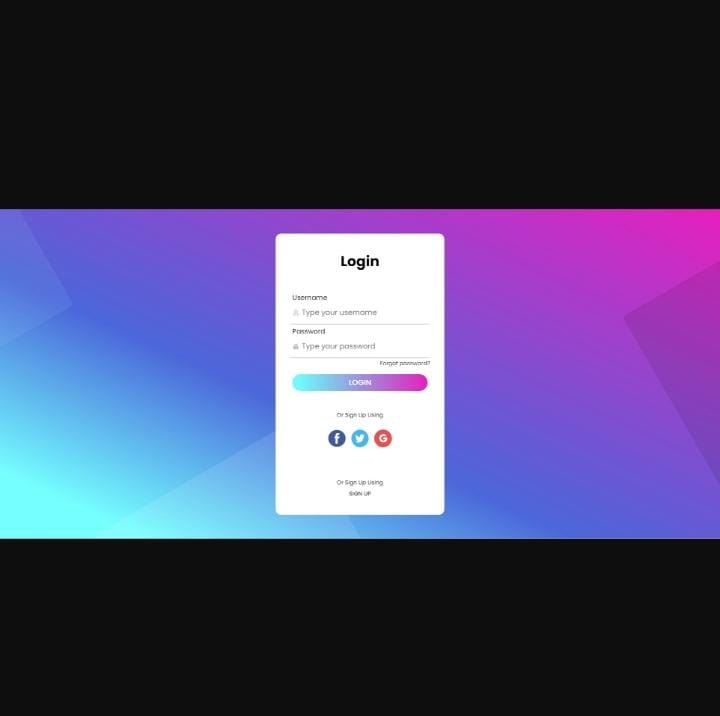 Login
Username
Type your username
Password
Type your password
Forgot password?
LOGIN
Or Sign Up Using
Or Sign Up Using
SIGN UP